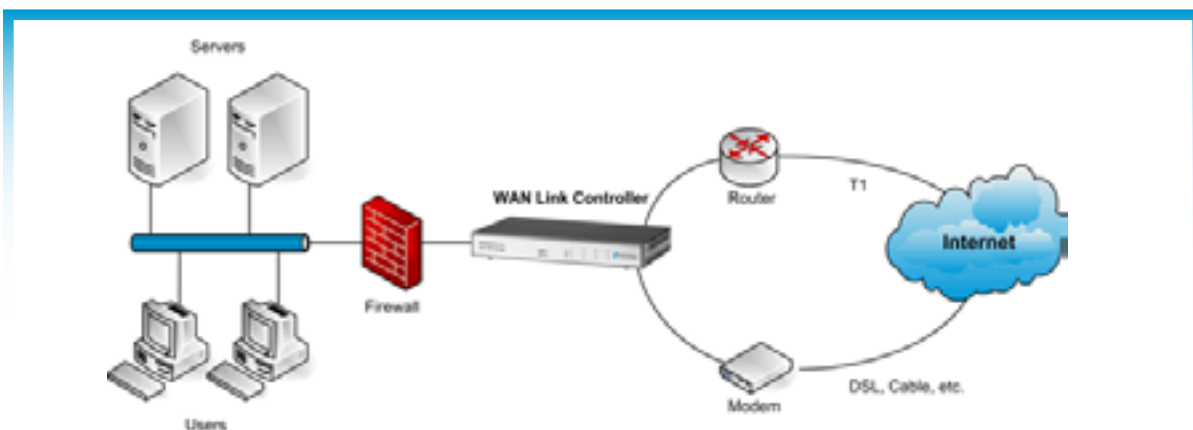 Servers
WAN Link Controller
Router
T1
Internet
Firewall
Modem
DSL, Cable, etc.
Users